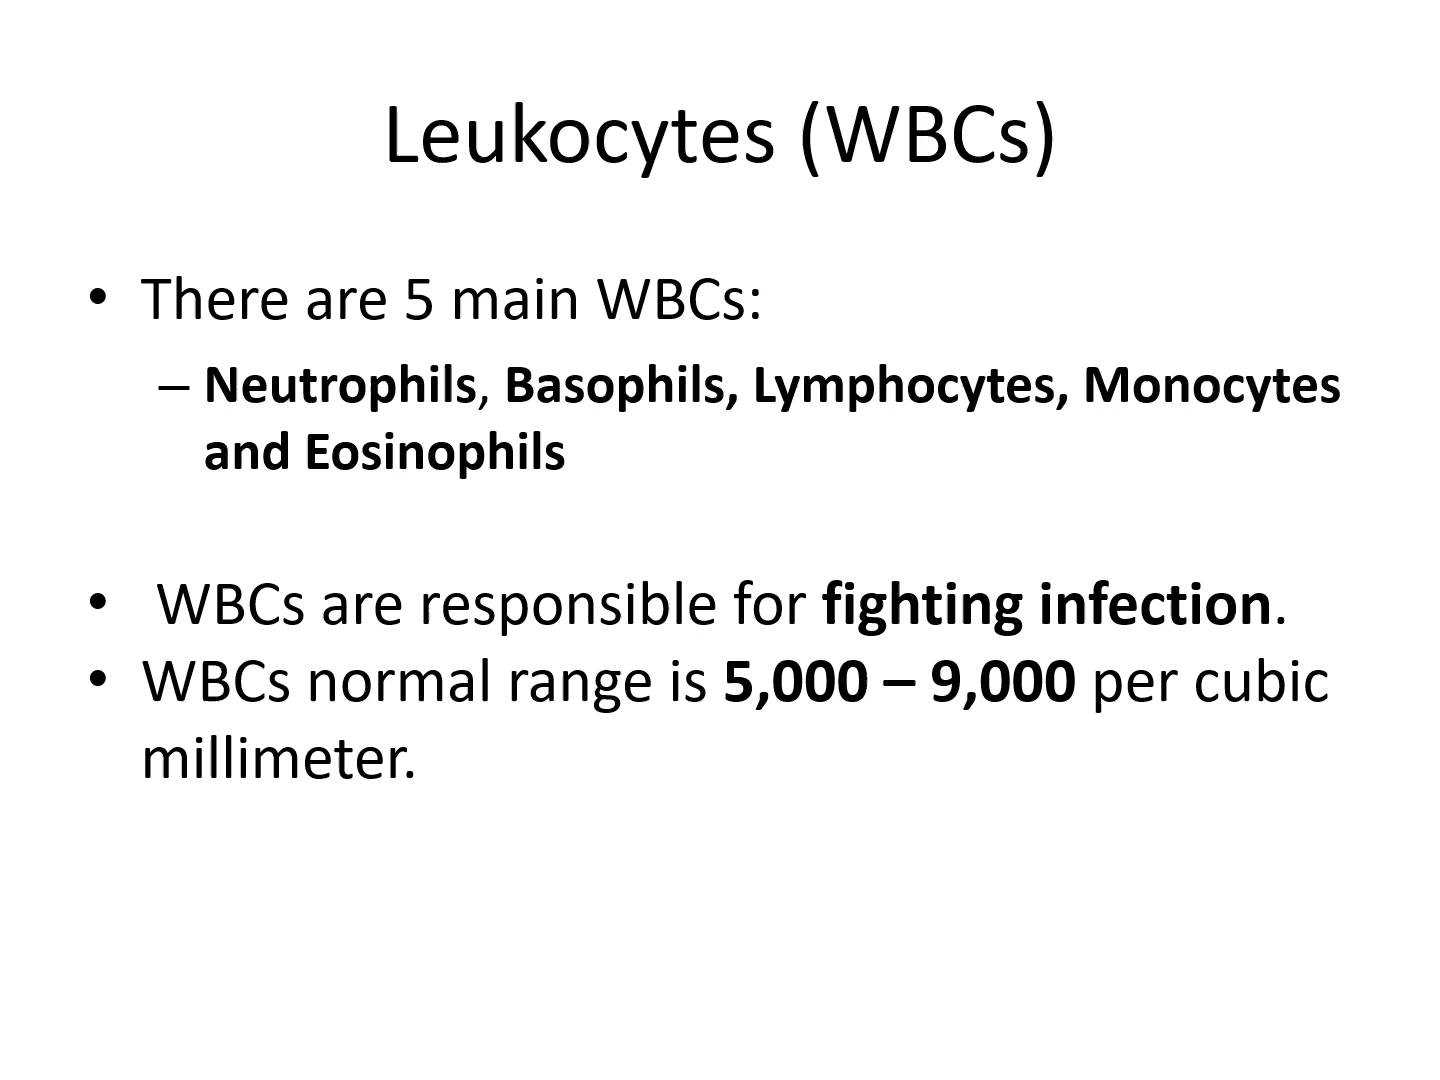 Leukocytes (WBCs)
• There are 5 main WBCs:
– Neutrophils, Basophils, Lymphocytes, Monocytes
and Eosinophils
• WBCs are responsible for fighting infection.
• WBCs normal range is 5,000 – 9,000 per cubic
millimeter.